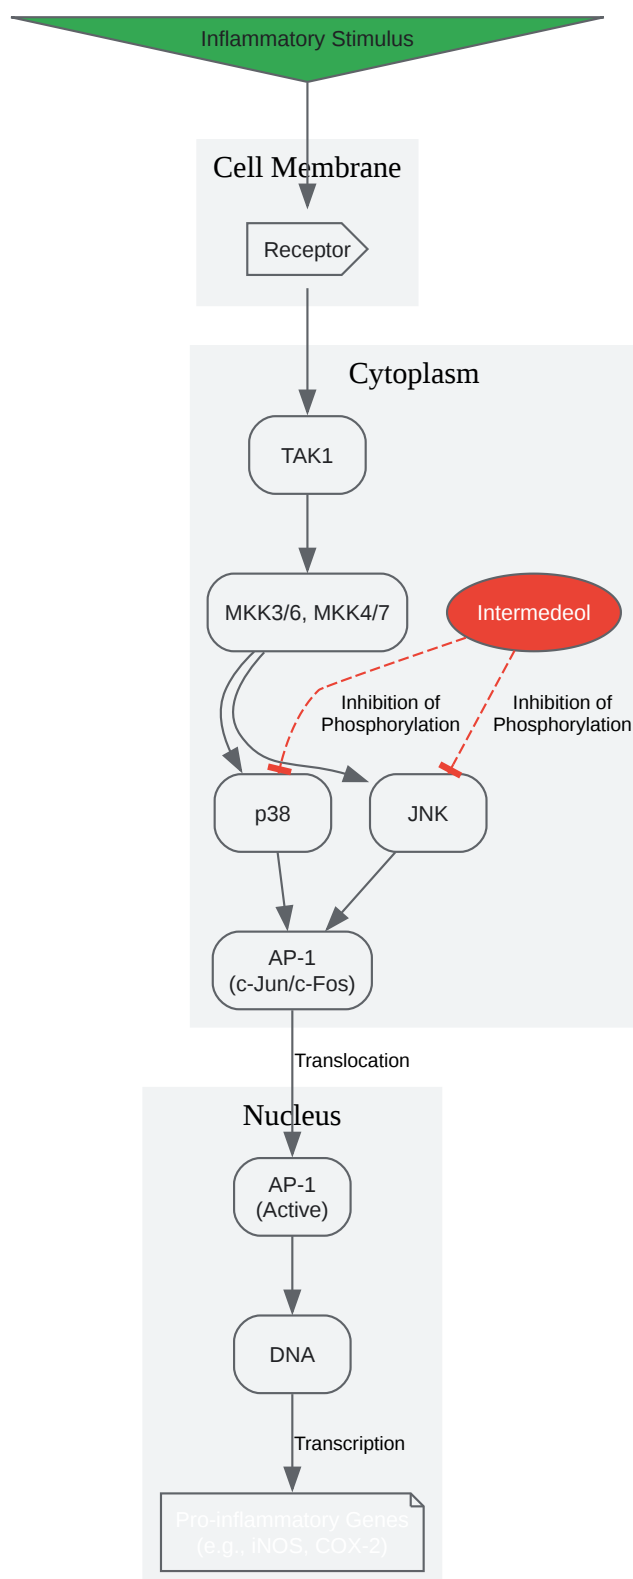 Inflammatory Stimulus
Cell Membrane
Receptor
Cytoplasm
TAK1
MKK3/6, MKK4/7
Intermedeol
Inhibition of
Phosphorylation
Inhibition of
Phosphorylation
p38
JNK
AP-1
(c-Jun/c-Fos)
Translocation
Nucleus
AP-1
(Active)
DNA
Transcription
Pro-inflammatory Genes
(e.g., iNOS, COX-2)